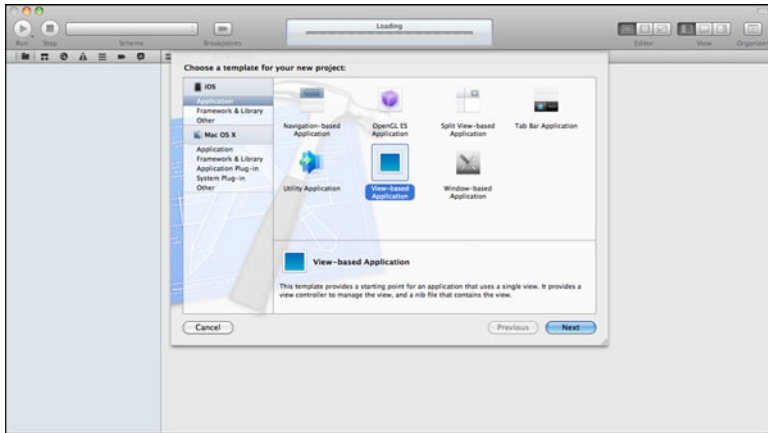 Loading
Run
Stop
Scheme
Breakpoints
Editor
View
Organizer
Choose a template for your new project:
iOS
Application
Framework & Library
Other
Mac OS X
Application
Framework & Library
Application Plug-in
System Plug-in
Other
Navigation-based
Application
OpenGL ES
Application
Split View-based
Application
Tab Bar Application
Utility Application
View-based
Application
Window-based
Application
View-based Application
This template provides a starting point for an application that uses a single view. It provides a
view controller to manage the view, and a nib file that contains the view.
Cancel
Previous
Next